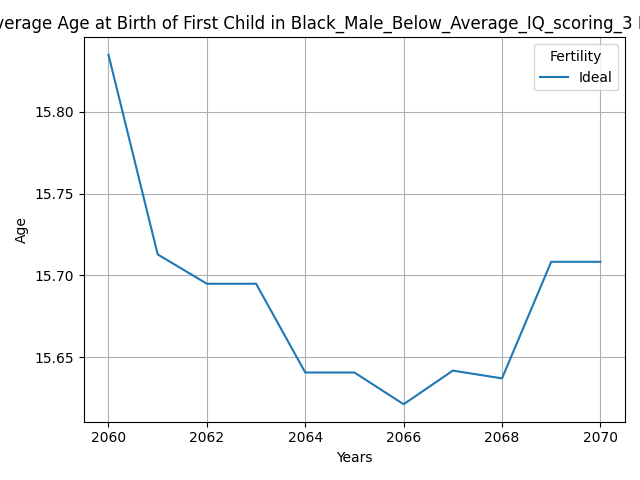 verage Age at Birth of First Child in Black_Male_Below_Average_IQ_scoring_3
Fertility
Ideal
15.80
15.75
15.70
15.65
Age
2060 2062 2064 2066 2068 2070
Years